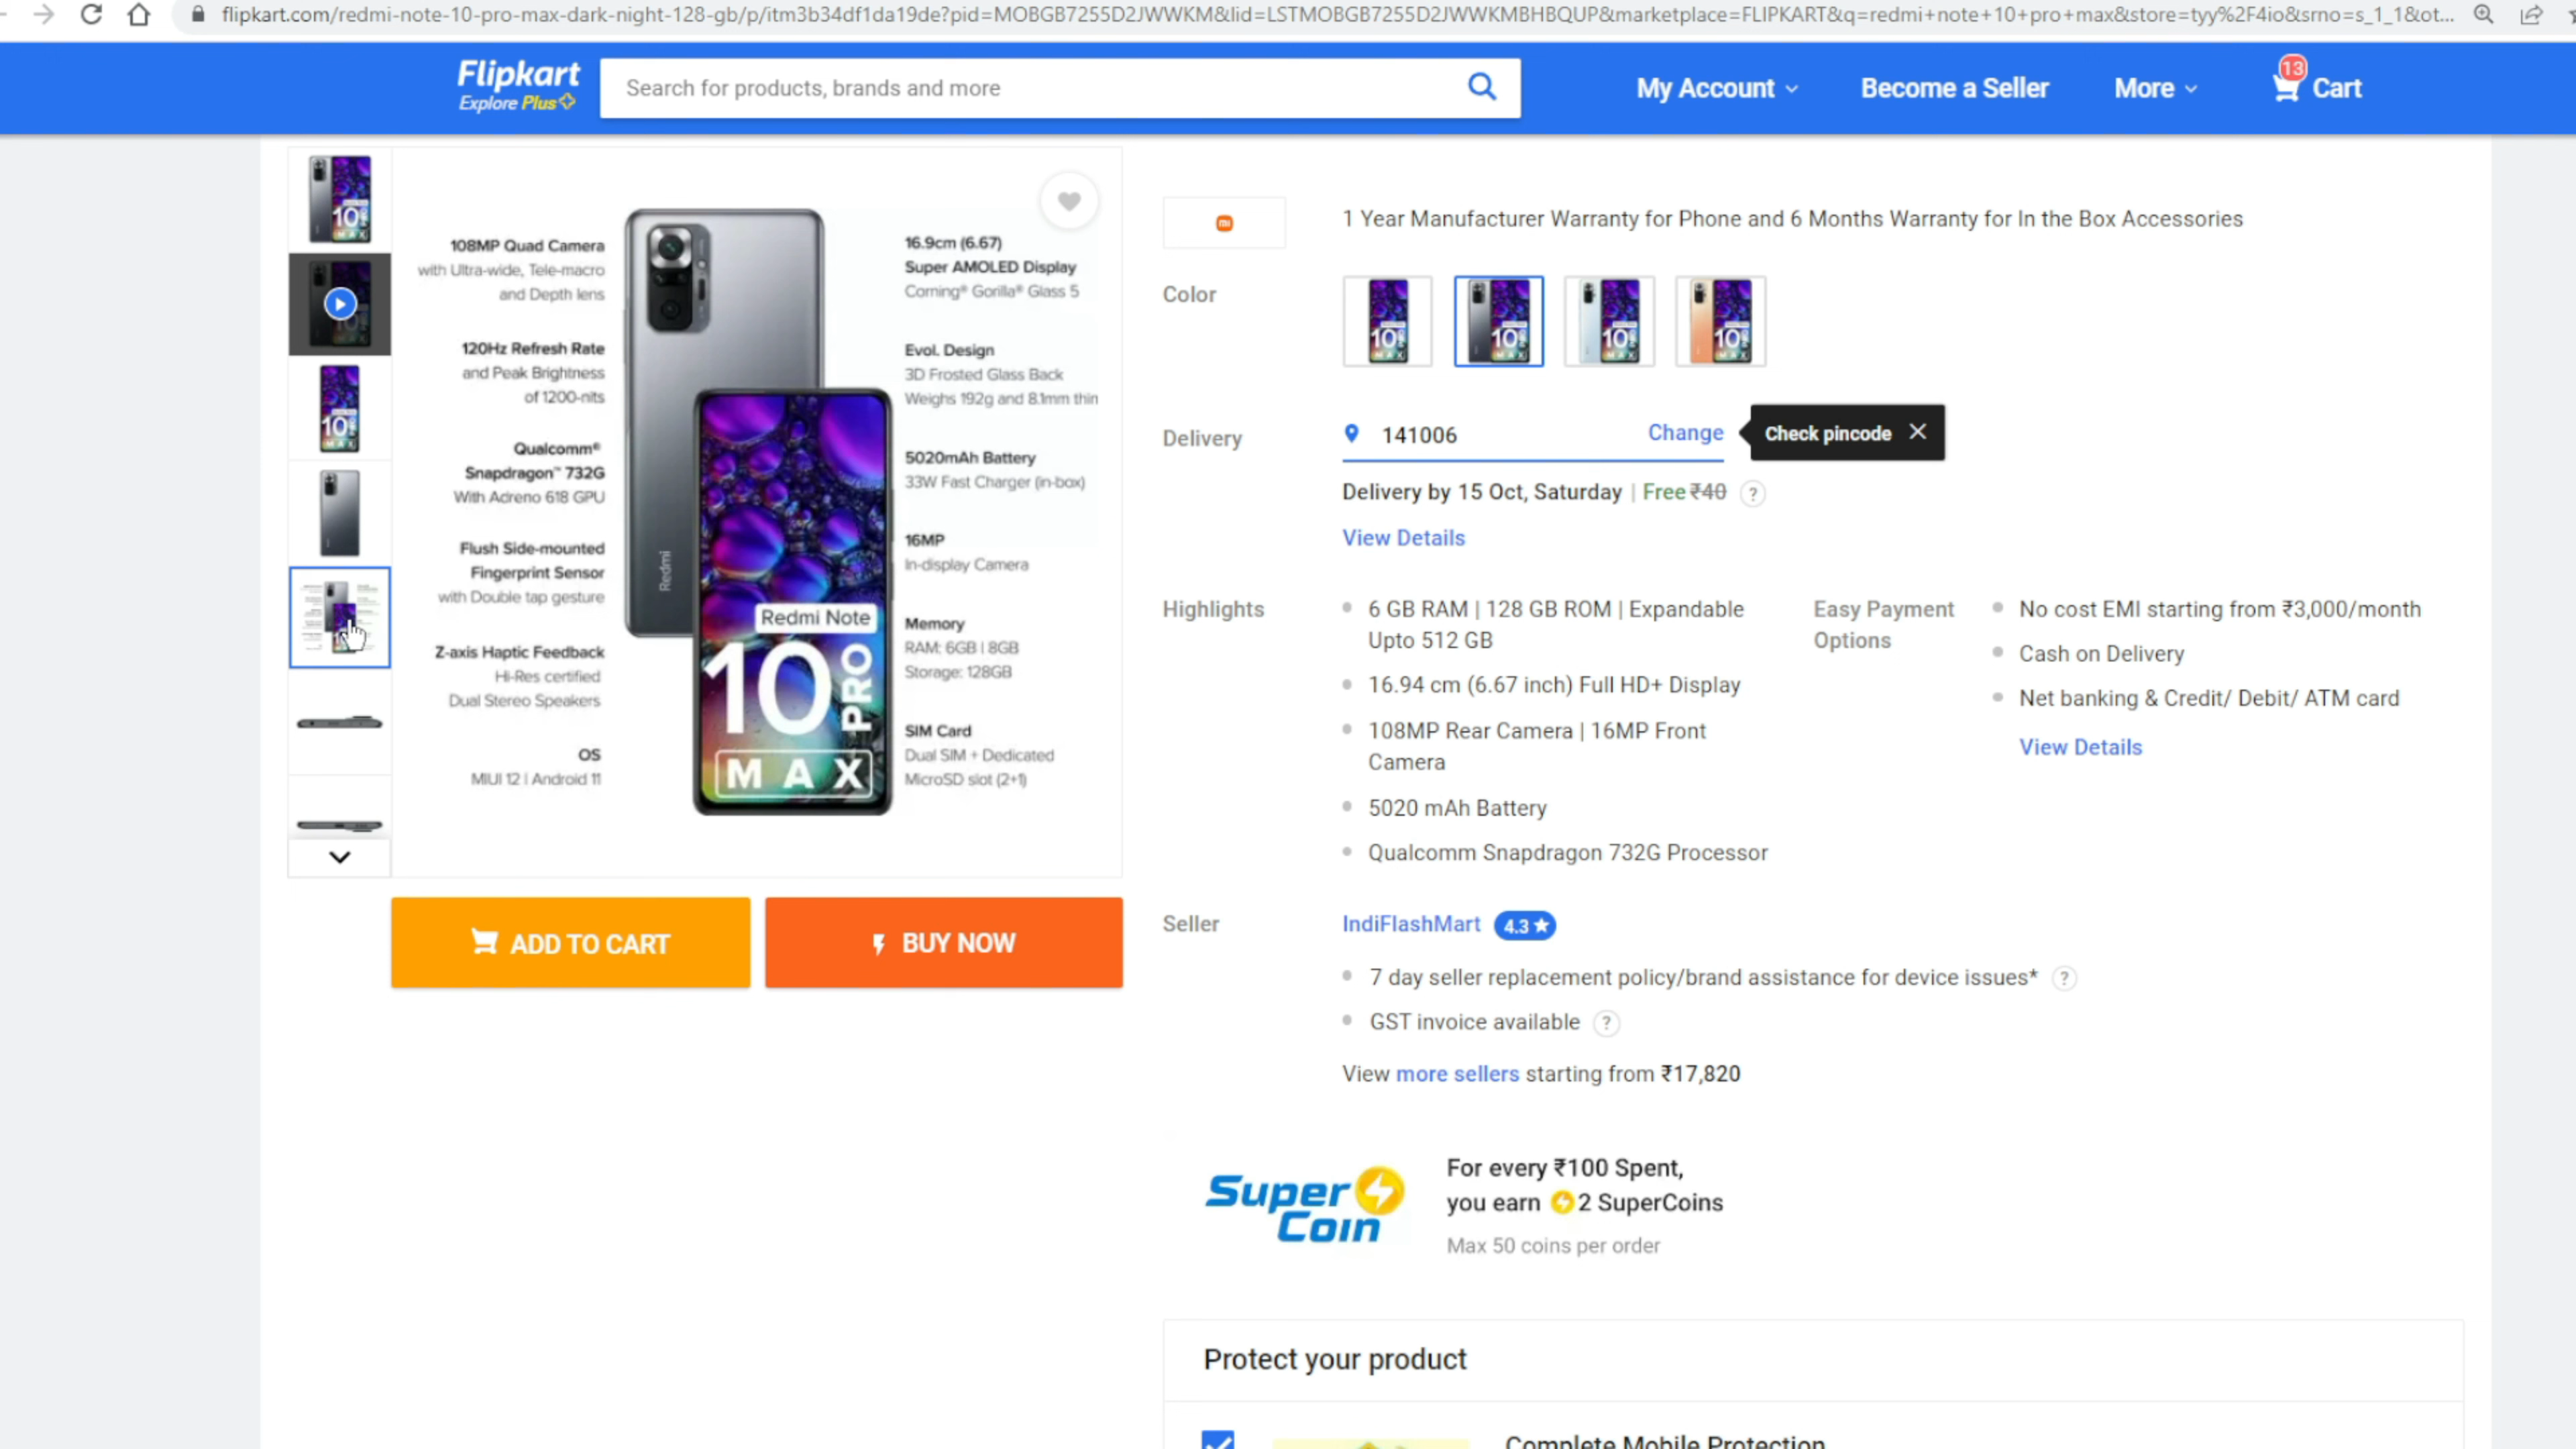 flipkart.com/redmi-note-10-pro-max-dark-night-128-gb/p/itm3b34df1da19de?pid=MOBGB7255D2JWWKM&lid=LSTMOBGB7255D2JWWKMBHBQUP&marketplace=FLIPKART&q=redmi+note+10+pro+max&store=tyy%2F4io&srno=s_1_1&ot...
Flipkart
Explore Plus
Search for products, brands and more
My Account
Become a Seller
More
13
Cart
108MP Quad Camera
with Ultra-wide, Tele-macro
and Depth lens
120Hz Refresh Rate
and Peak Brightness
of 1200-nits
Qualcomm®
Snapdragon™ 732G
With Adreno 618 GPU
Flush Side-mounted
Fingerprint Sensor
with Double tap gesture
Z-axis Haptic Feedback
Hi-Res certified
Dual Stereo Speakers
OS
MIUI 12 | Android 11
Redmi
Redmi Note
10 PRO
MAX
16.9cm (6.67)
Super AMOLED Display
Corning® Gorilla® Glass 5
Evol. Design
3D Frosted Glass Back
Weighs 192g and 8.1mm thin
5020mAh Battery
33W Fast Charger (in-box)
16MP
In-display Camera
Memory
RAM: 6GB | 8GB
Storage: 128GB
SIM Card
Dual SIM + Dedicated
MicroSD slot (2+1)
ADD TO CART
BUY NOW
mi
1 Year Manufacturer Warranty for Phone and 6 Months Warranty for In the Box Accessories
Color
10
MAX
10
MAX
10
MAX
10
MAX
Delivery
141006
Change
Check pincode
Delivery by 15 Oct, Saturday | Free ₹40 ?
View Details
Highlights
6 GB RAM | 128 GB ROM | Expandable
Upto 512 GB
16.94 cm (6.67 inch) Full HD+ Display
108MP Rear Camera | 16MP Front
Camera
5020 mAh Battery
Qualcomm Snapdragon 732G Processor
Easy Payment
Options
No cost EMI starting from ₹3,000/month
Cash on Delivery
Net banking & Credit/ Debit/ ATM card
View Details
Seller
IndiFlashMart 4.3★
7 day seller replacement policy/brand assistance for device issues* ?
GST invoice available ?
View more sellers starting from ₹17,820
Super
Coin
For every ₹100 Spent,
you earn 2 SuperCoins
Max 50 coins per order
Protect your product
Complete Mobile Protection